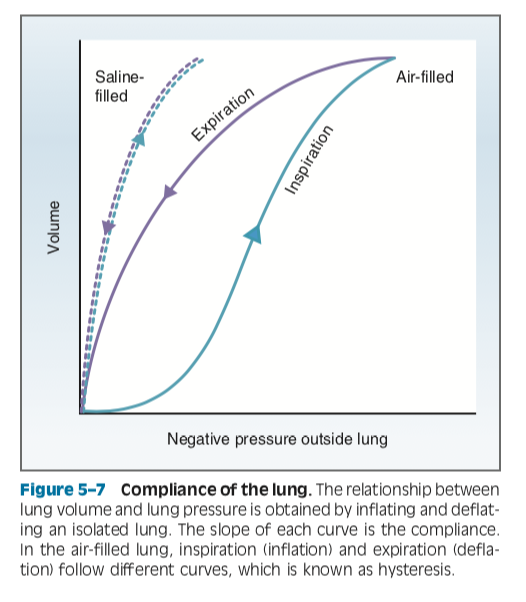 Saline-
filled
Expiration
Inspiration
Air-filled
Volume
Negative pressure outside lung
Figure 5–7 Compliance of the lung. The relationship between
lung volume and lung pressure is obtained by inflating and deflat-
ing an isolated lung. The slope of each curve is the compliance.
In the air-filled lung, inspiration (inflation) and expiration (defla-
tion) follow different curves, which is known as hysteresis.